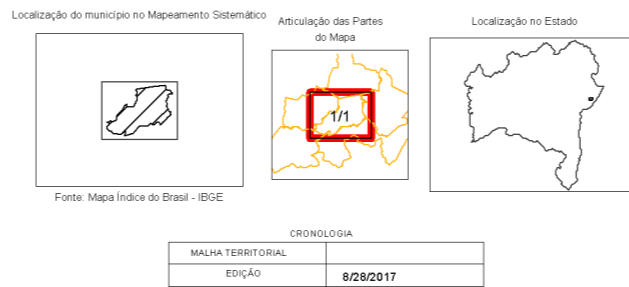 Localização do município no Mapeamento Sistemático
Articulação das Partes
do Mapa
Localização no Estado
1/1
Fonte: Mapa Índice do Brasil - IBGE
CRONOLOGIA
MALHA TERRITORIAL
EDIÇÃO 8/28/2017